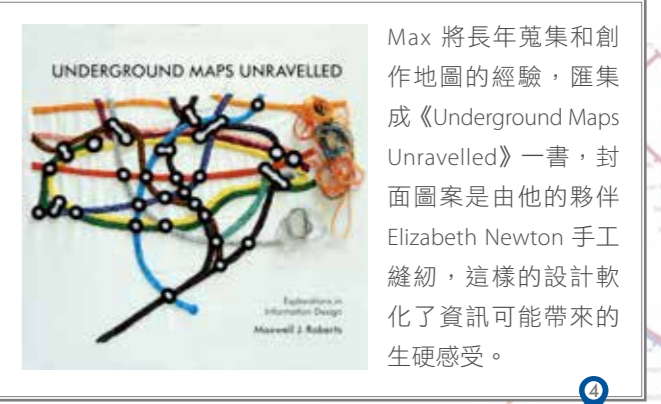 UNDERGROUND MAPS UNRAVELLED
Explorations in
Information Design
Maxwell J. Roberts
Max 將長年蒐集和創
作地圖的經驗，匯集
成《Underground Maps
Unravelled》一書，封
面圖案是由他的夥伴
Elizabeth Newton 手工
縫紉，這樣的設計軟
化了資訊可能帶來的
生硬感受。
4